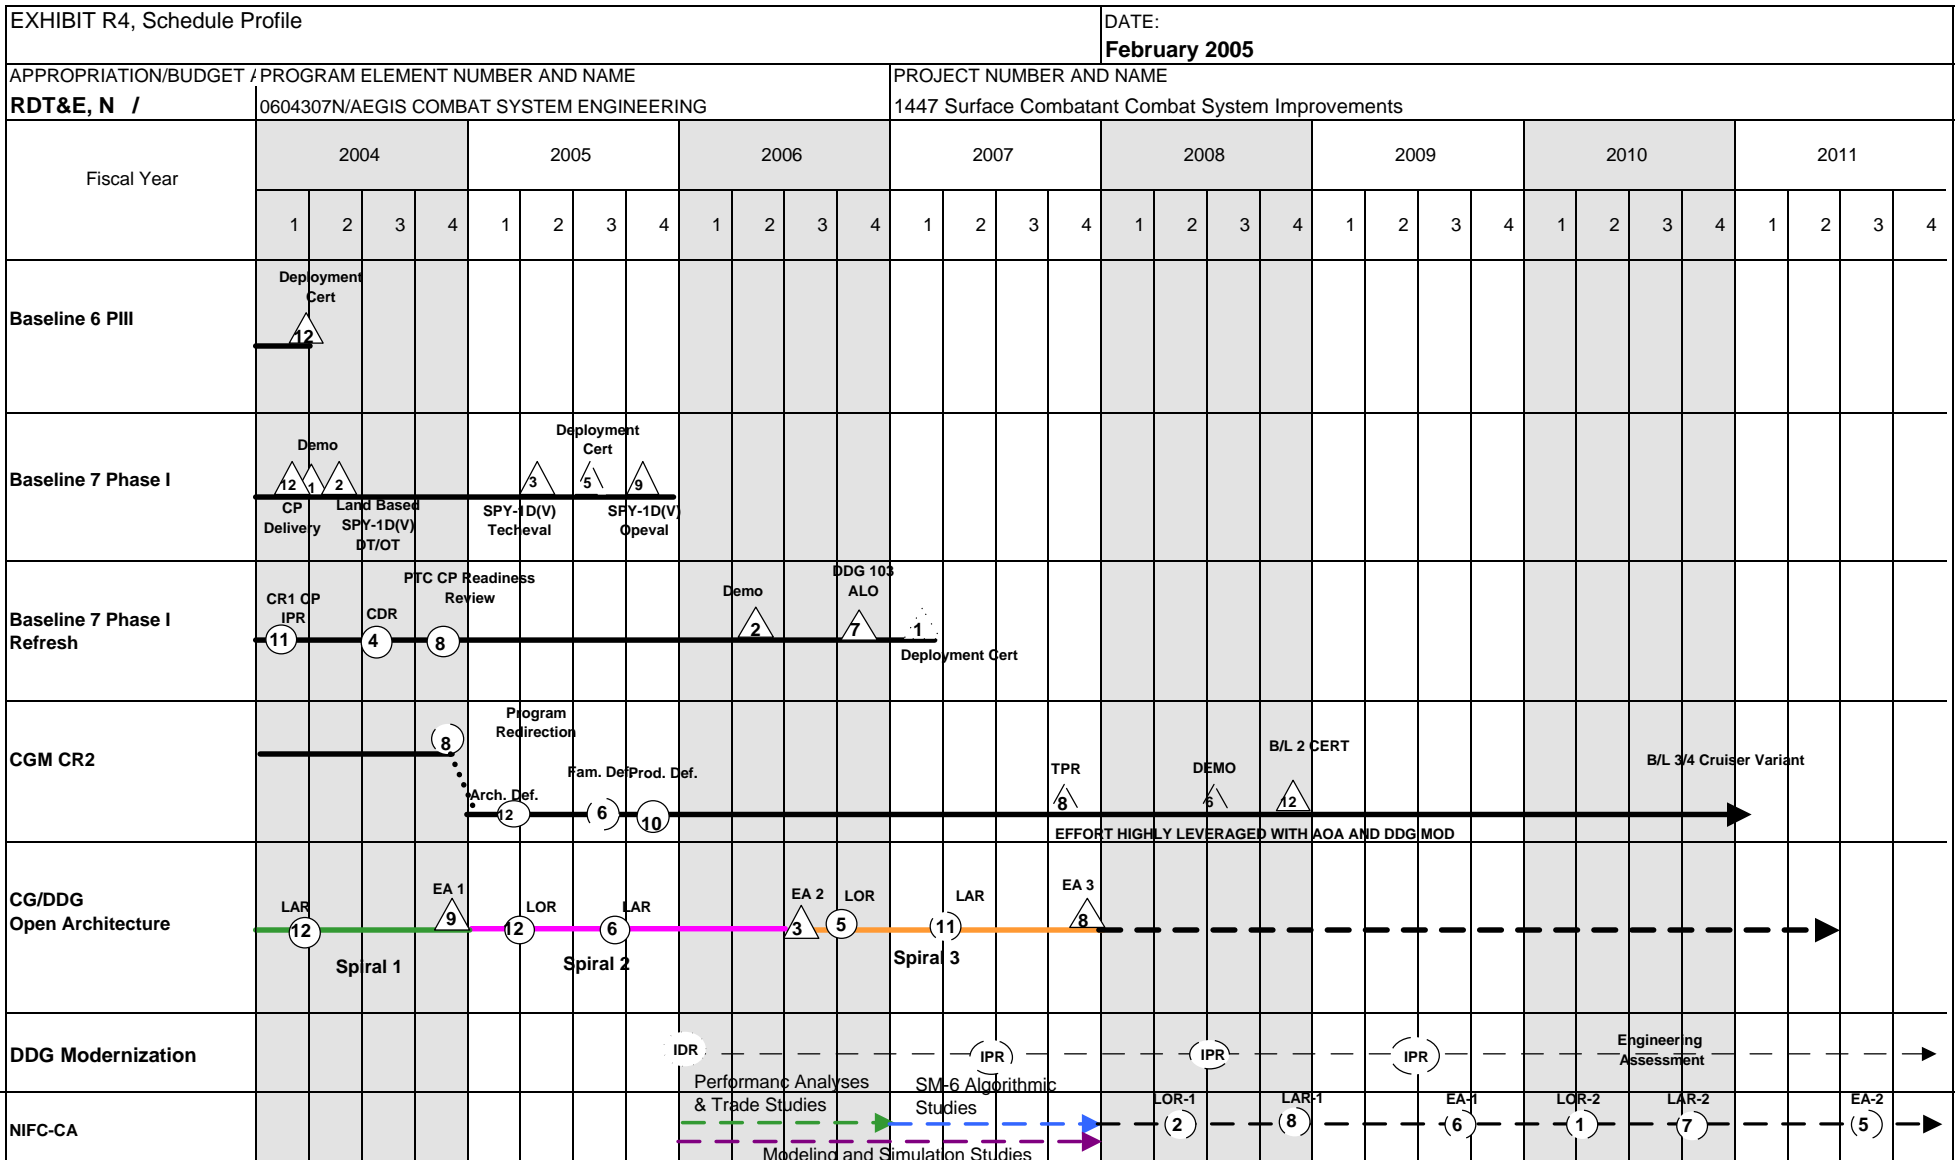 EXHIBIT R4, Schedule Profile
DATE:
February 2005
APPROPRIATION/BUDGET A PROGRAM ELEMENT NUMBER AND NAME
PROJECT NUMBER AND NAME
RDT&E, N /
0604307N/AEGIS COMBAT SYSTEM ENGINEERING
1447 Surface Combatant Combat System Improvements
Fiscal Year
2004 2005 2006 2007 2008 2009 2010 2011
1 2 3 4 1 2 3 4 1 2 3 4 1 2 3 4 1 2 3 4 1 2 3 4 1 2 3 4 1 2 3 4
Baseline 6 PIII
Deployment
Cert
12
Baseline 7 Phase I
Demo
12 1 2
CP
Delivery
Land Based
SPY-1D(V)
DT/OT
3
SPY-1D(V)
Techeval
Deployment
Cert
5
9
SPY-1D(V)
Opeval
Baseline 7 Phase I
Refresh
CR1 CP
IPR
11
CDR
4
PTC CP Readiness
Review
8
Demo
2
DDG 103
ALO
7
1
Deployment Cert
CGM CR2
8
Program
Redirection
Arch. Def.
12
Fam. Def
6
Prod. Def.
10
TPR
8
DEMO
6
B/L 2 CERT
12
B/L 3/4 Cruiser Variant
EFFORT HIGHLY LEVERAGED WITH AOA AND DDG MOD
CG/DDG
Open Architecture
LAR
12
EA 1
9
LOR
12
LAR
6
EA 2
3
LOR
5
LAR
11
EA 3
8
Spiral 1
Spiral 2
Spiral 3
DDG Modernization
IDR
IPR
IPR
IPR
Engineering
Assessment
NIFC-CA
Performanc Analyses
& Trade Studies
SM-6 Algorithmic
Studies
Modeling and Simulation Studies
LOR-1
2
LAR-1
8
EA-1
6
LOR-2
1
LAR-2
7
EA-2
5